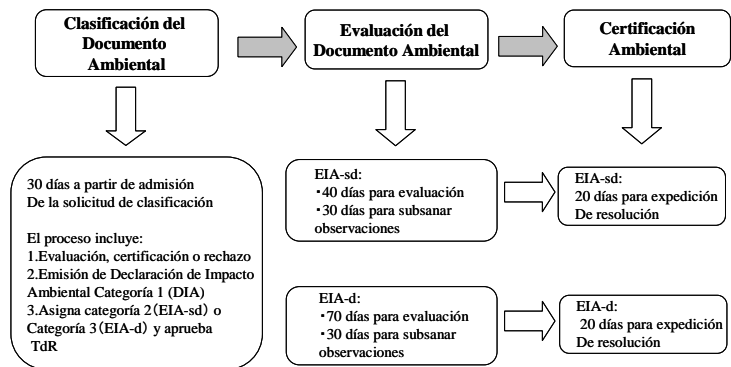 Clasificación del
Documento
Ambiental
Evaluación del
Documento Ambiental
Certificación
Ambiental
30 días a partir de admisión
De la solicitud de clasificación
El proceso incluye:
1.Evaluación, certificación o rechazo
2.Emisión de Declaración de Impacto
Ambiental Categoría 1 (DIA)
3.Asigna categoría 2(EIA-sd) o
Categoría 3(EIA-d) y aprueba
TdR
EIA-sd:
・40 días para evaluación
・30 días para subsanar
observaciones
EIA-sd:
20 días para expedición
De resolución
EIA-d:
・70 días para evaluación
・30 días para subsanar
observaciones
EIA-d:
20 días para expedición
De resolución